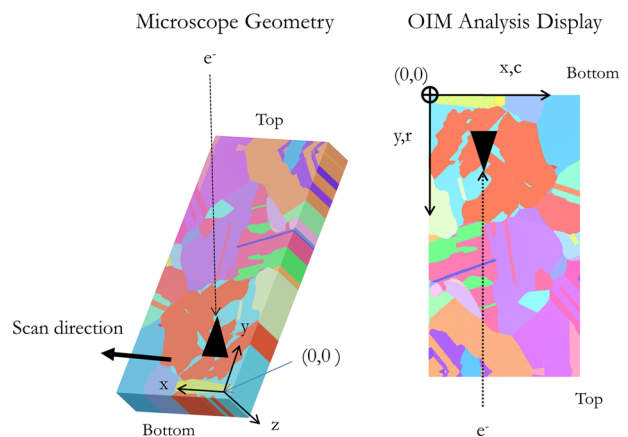 Microscope Geometry
OIM Analysis Display
e-
Top
y
(0,0 )
Scan direction
x
z
Bottom
(0,0)
x,c
Bottom
y,r
Top
e-